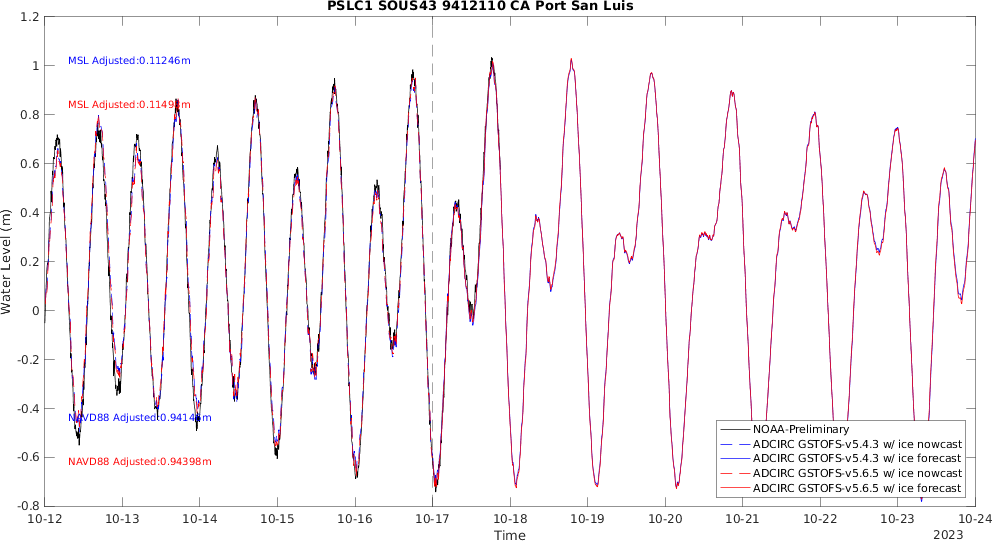 PSLC1 SOUS43 9412110 CA Port San Luis
1.2
1
0.8
0.6
0.4
0.2
0
-0.2
-0.4
-0.6
-0.8
Water Level (m)
MSL Adjusted:0.11246m
MSL Adjusted:0.11498m
NAVD88 Adjusted:0.94146m
NAVD88 Adjusted:0.94398m
NOAA-Preliminary
ADCIRC GSTOFS-v5.4.3 w/ ice nowcast
ADCIRC GSTOFS-v5.4.3 w/ ice forecast
ADCIRC GSTOFS-v5.6.5 w/ ice nowcast
ADCIRC GSTOFS-v5.6.5 w/ ice forecast
10-12 10-13 10-14 10-15 10-16 10-17 10-18 10-19 10-20 10-21 10-22 10-23 10-24
Time
2023